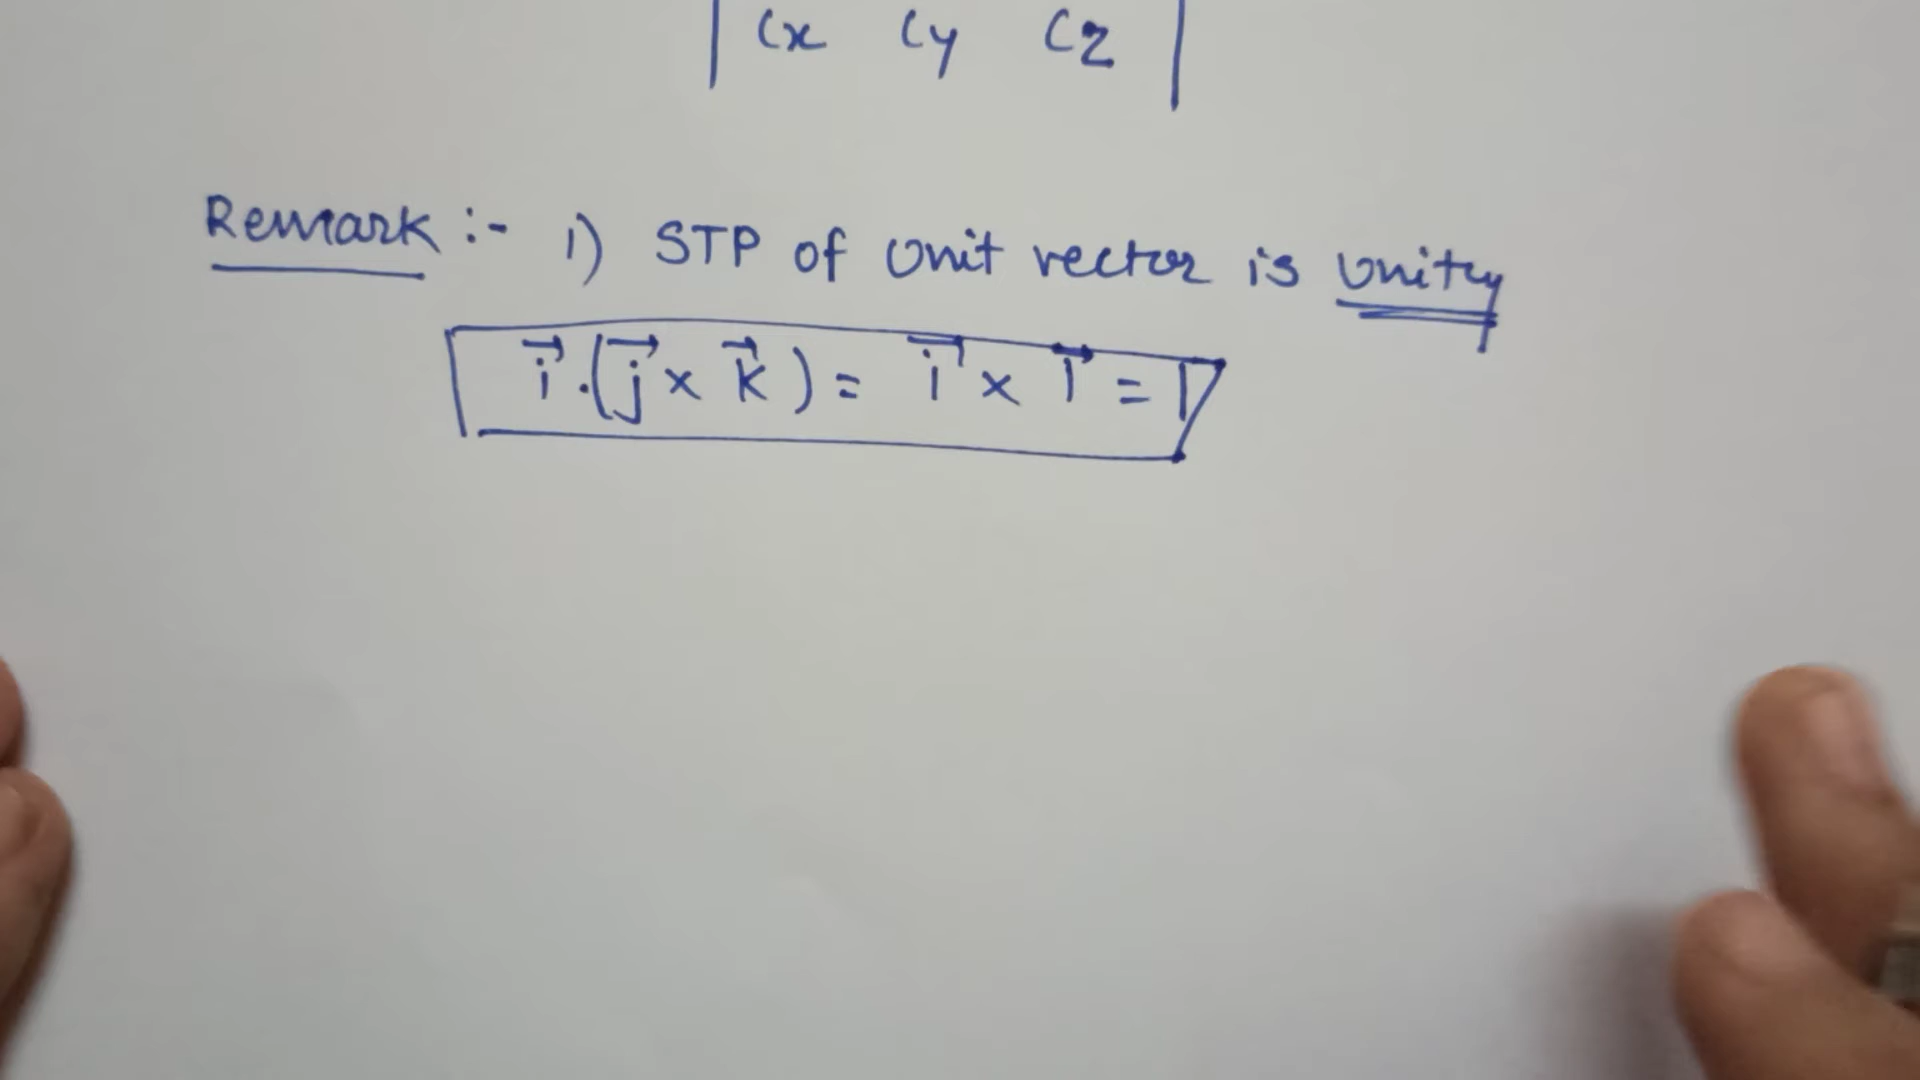 | Cx Cy Cz |
Remark :- 1) STP of Unit vector is Unity
i⃗ . (j⃗ × k⃗) = i⃗ × i⃗ = 1